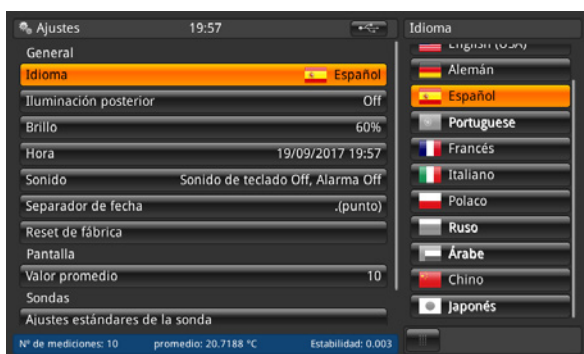 Ajustes 19:57
General
Idioma Español
Iluminación posterior Off
Brillo 60%
Hora 19/09/2017 19:57
Sonido Sonido de teclado Off, Alarma Off
Separador de fecha .(punto)
Reset de fábrica
Pantalla
Valor promedio 10
Sondas
Ajustes estándares de la sonda
Nº de mediciones: 10 promedio: 20.7188 °C Estabilidad: 0.003
Idioma
English (USA)
Alemán
Español
Portuguese
Francés
Italiano
Polaco
Ruso
Árabe
Chino
Japonés